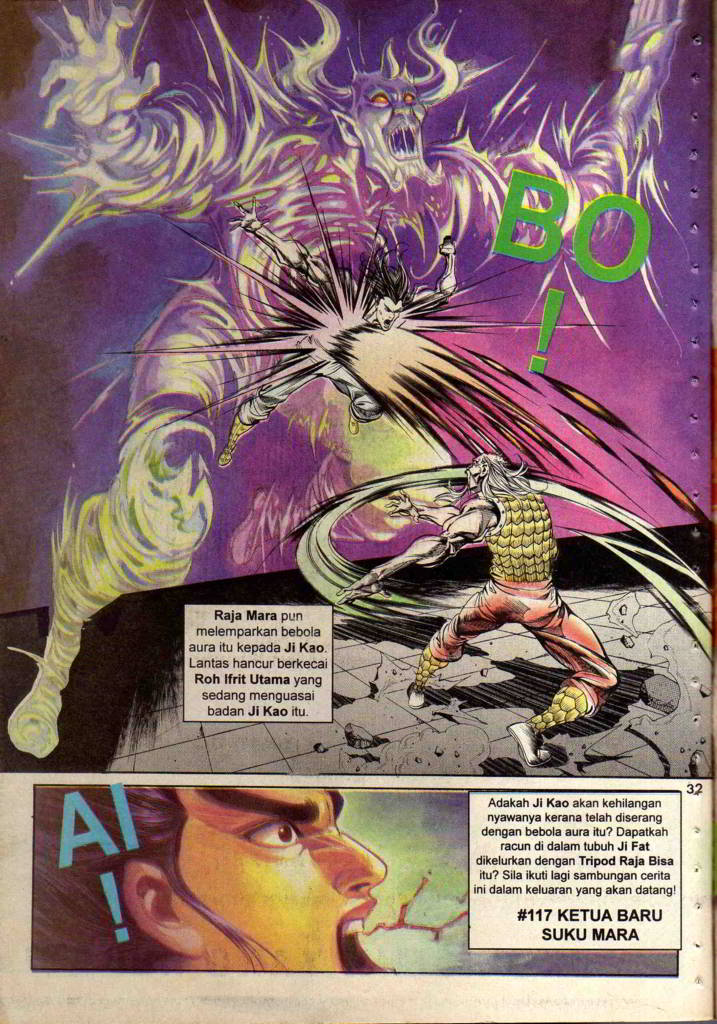 BO
!
Raja Mara pun
melemparkan bebola
aura itu kepada Ji Kao.
Lantas hancur berkecai
Roh Ifrit Utama yang
sedang menguasai
badan Ji Kao itu.
32
AI
!
Adakah Ji Kao akan kehilangan
nyawanya kerana telah diserang
dengan bebola aura itu? Dapatkah
racun di dalam tubuh Ji Fat
dikelurkan dengan Tripod Raja Bisa
itu? Sila ikuti lagi sambungan cerita
ini dalam keluaran yang akan datang!
#117 KETUA BARU
SUKU MARA